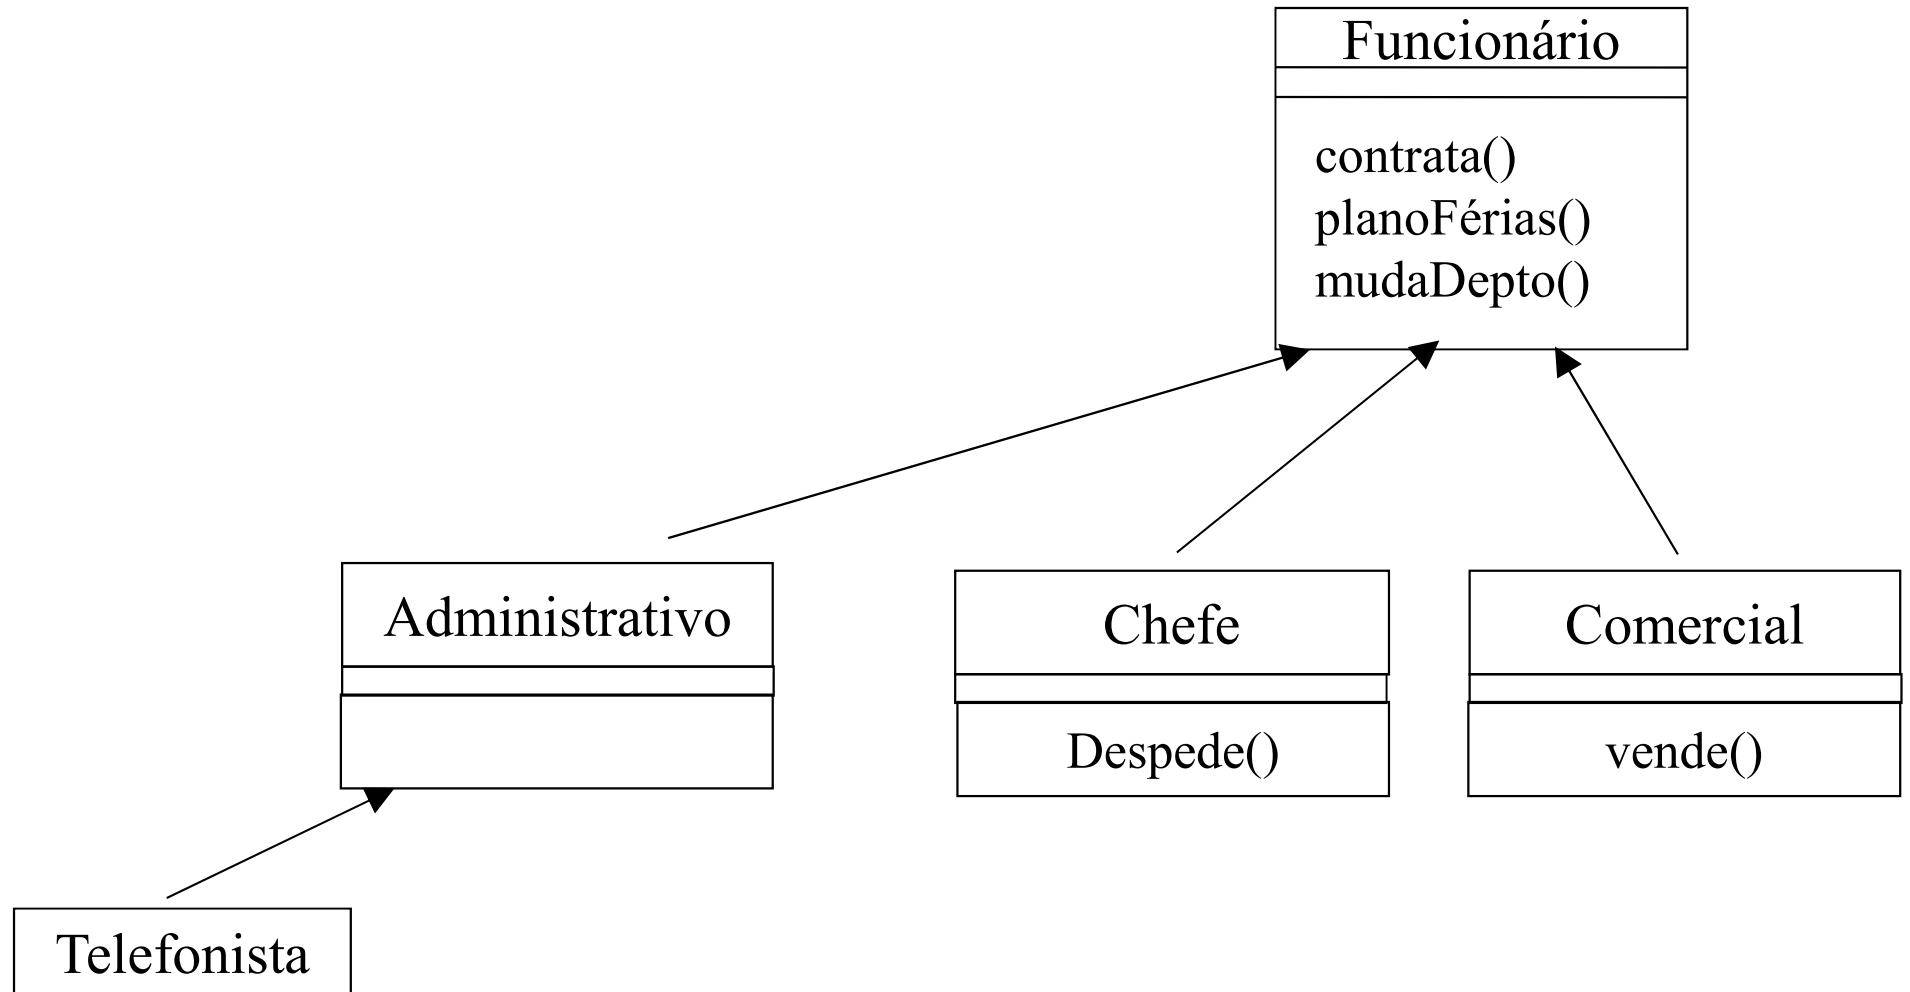 Funcionário
contrata()
planoFérias()
mudaDepto()
Administrativo
Chefe
Comercial
Despede()
vende()
Telefonista